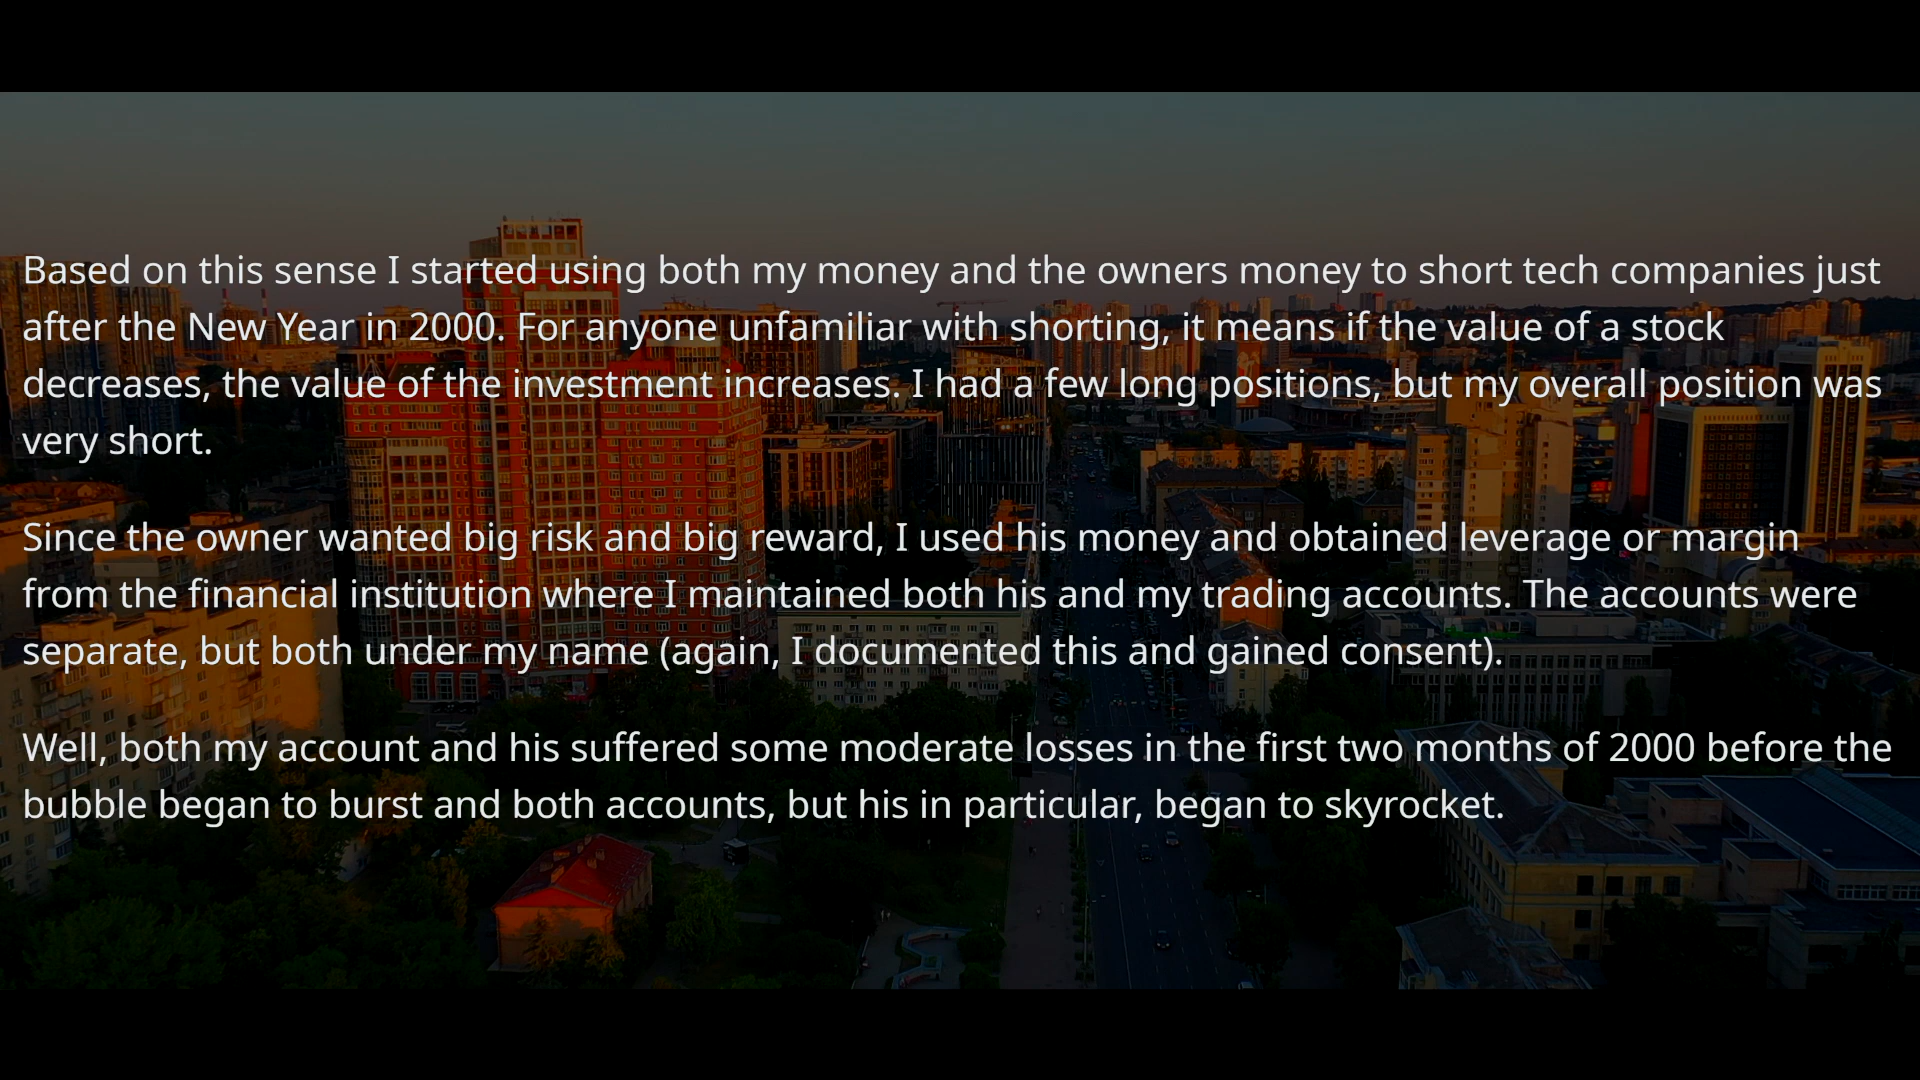 Based on this sense I started using both my money and the owners money to short tech companies just
after the New Year in 2000. For anyone unfamiliar with shorting, it means if the value of a stock
decreases, the value of the investment increases. I had a few long positions, but my overall position was
very short.
Since the owner wanted big risk and big reward, I used his money and obtained leverage or margin
from the financial institution where I maintained both his and my trading accounts. The accounts were
separate, but both under my name (again, I documented this and gained consent).
Well, both my account and his suffered some moderate losses in the first two months of 2000 before the
bubble began to burst and both accounts, but his in particular, began to skyrocket.